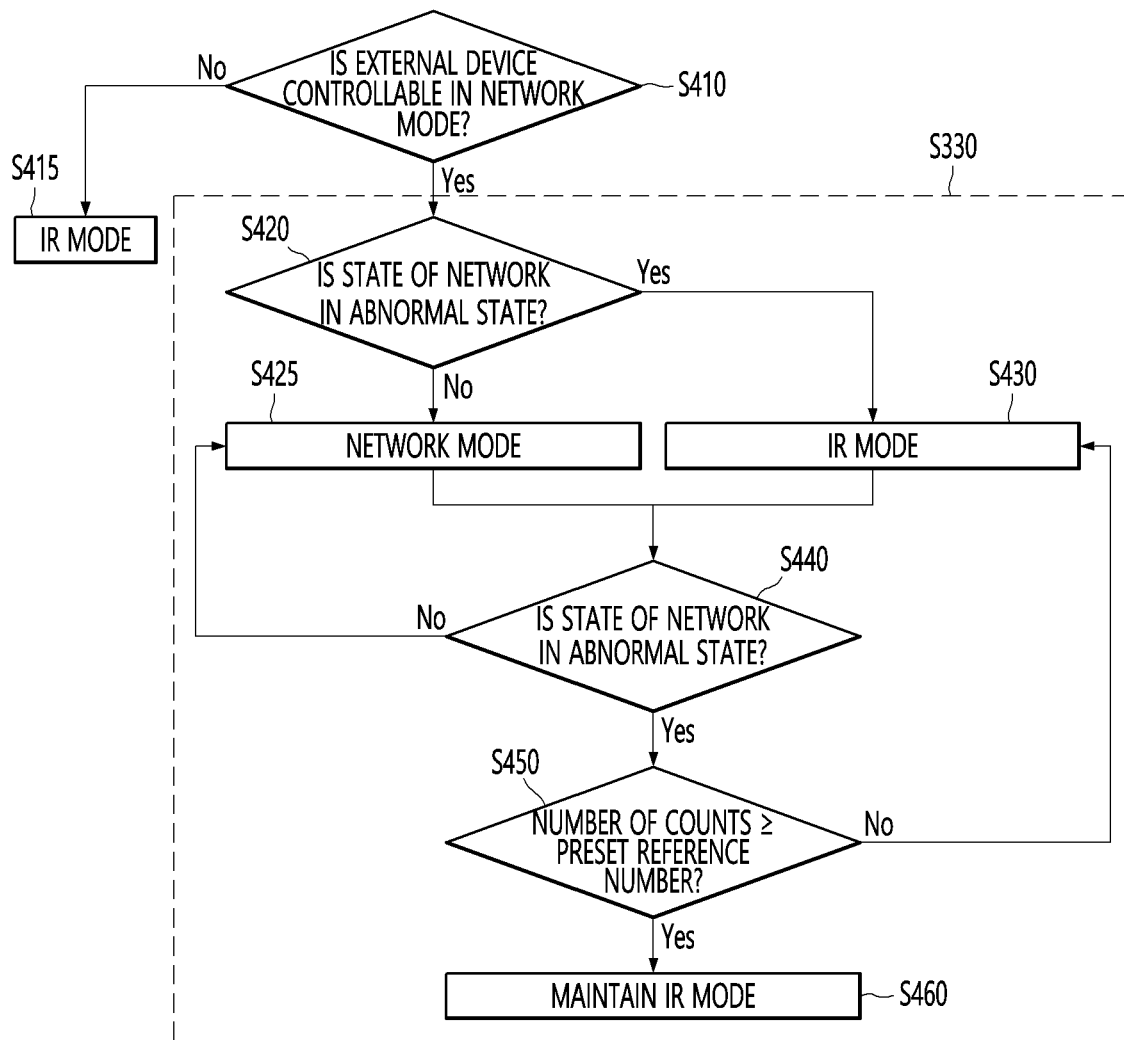 IS EXTERNAL DEVICE
CONTROLLABLE IN NETWORK
MODE?
No
S410
S415
IR MODE
Yes
S330
S420
IS STATE OF NETWORK
IN ABNORMAL STATE?
Yes
No
S425
NETWORK MODE
S430
IR MODE
S440
IS STATE OF NETWORK
IN ABNORMAL STATE?
No
Yes
S450
NUMBER OF COUNTS ≥
PRESET REFERENCE
NUMBER?
No
Yes
MAINTAIN IR MODE
S460